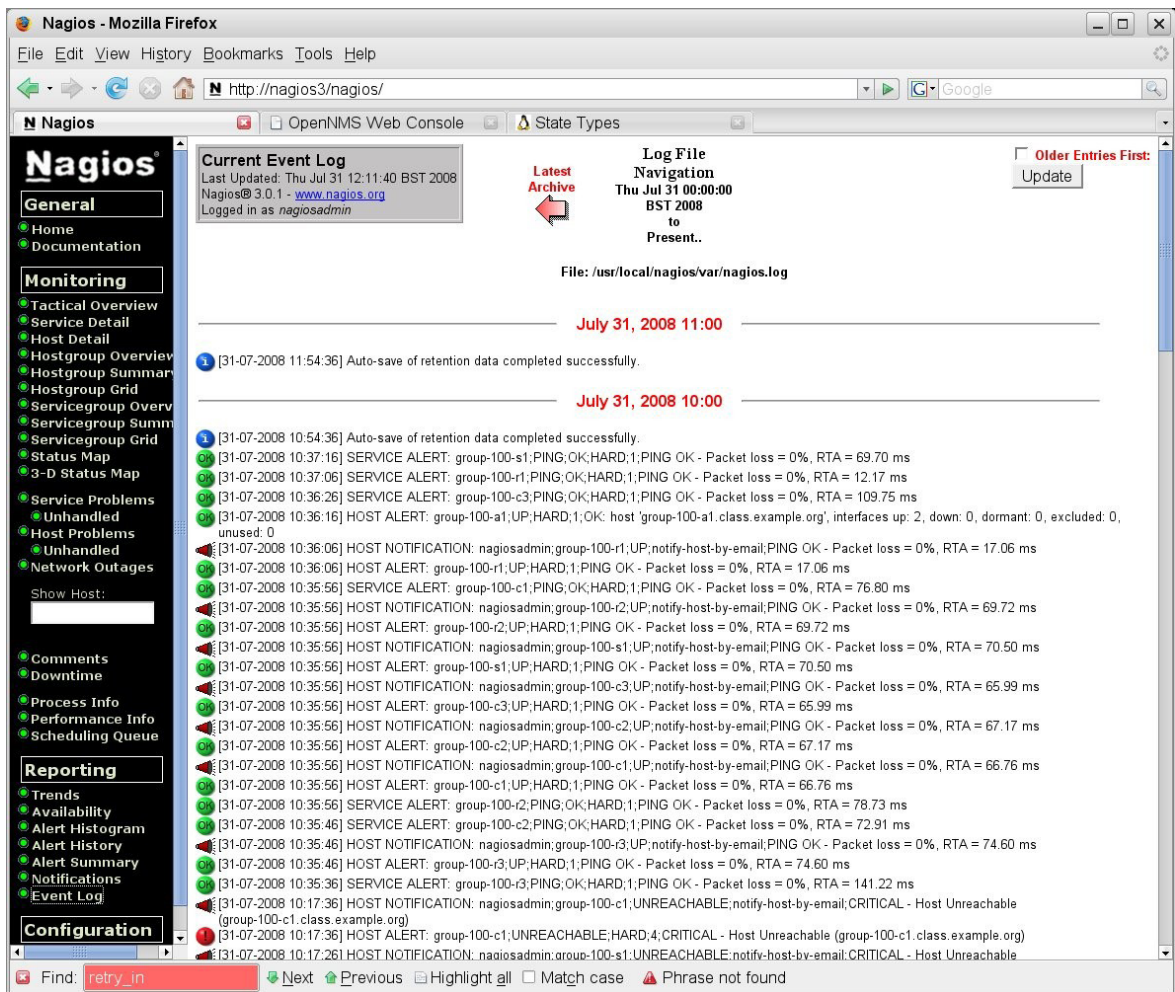 Nagios - Mozilla Firefox
File Edit View History Bookmarks Tools Help
N http://nagios3/nagios/
G Google
N Nagios
OpenNMS Web Console
State Types
Nagios®
General
Home
Documentation
Monitoring
Tactical Overview
Service Detail
Host Detail
Hostgroup Overview
Hostgroup Summar
Hostgroup Grid
Servicegroup Overv
Servicegroup Summ
Servicegroup Grid
Status Map
3-D Status Map
Service Problems
Unhandled
Host Problems
Unhandled
Network Outages
Show Host:
Comments
Downtime
Process Info
Performance Info
Scheduling Queue
Reporting
Trends
Availability
Alert Histogram
Alert History
Alert Summary
Notifications
Event Log
Configuration
Current Event Log
Last Updated: Thu Jul 31 12:11:40 BST 2008
Nagios® 3.0.1 - www.nagios.org
Logged in as nagiosadmin
Latest
Archive
Log File
Navigation
Thu Jul 31 00:00:00
BST 2008
to
Present..
File: /usr/local/nagios/var/nagios.log
Older Entries First:
Update
July 31, 2008 11:00
[31-07-2008 11:54:36] Auto-save of retention data completed successfully.
July 31, 2008 10:00
[31-07-2008 10:54:36] Auto-save of retention data completed successfully.
OK [31-07-2008 10:37:16] SERVICE ALERT: group-100-s1;PING;OK;HARD;1;PING OK - Packet loss = 0%, RTA = 69.70 ms
OK [31-07-2008 10:37:06] SERVICE ALERT: group-100-r1;PING;OK;HARD;1;PING OK - Packet loss = 0%, RTA = 12.17 ms
OK [31-07-2008 10:36:26] SERVICE ALERT: group-100-c3;PING;OK;HARD;1;PING OK - Packet loss = 0%, RTA = 109.75 ms
OK [31-07-2008 10:36:16] HOST ALERT: group-100-a1;UP;HARD;1;OK: host 'group-100-a1.class.example.org', interfaces up: 2, down: 0, dormant: 0, excluded: 0,
unused: 0
[31-07-2008 10:36:06] HOST NOTIFICATION: nagiosadmin;group-100-r1;UP;notify-host-by-email;PING OK - Packet loss = 0%, RTA = 17.06 ms
OK [31-07-2008 10:36:06] HOST ALERT: group-100-r1;UP;HARD;1;PING OK - Packet loss = 0%, RTA = 17.06 ms
OK [31-07-2008 10:35:56] SERVICE ALERT: group-100-c1;PING;OK;HARD;1;PING OK - Packet loss = 0%, RTA = 76.80 ms
[31-07-2008 10:35:56] HOST NOTIFICATION: nagiosadmin;group-100-r2;UP;notify-host-by-email;PING OK - Packet loss = 0%, RTA = 69.72 ms
OK [31-07-2008 10:35:56] HOST ALERT: group-100-r2;UP;HARD;1;PING OK - Packet loss = 0%, RTA = 69.72 ms
[31-07-2008 10:35:56] HOST NOTIFICATION: nagiosadmin;group-100-s1;UP;notify-host-by-email;PING OK - Packet loss = 0%, RTA = 70.50 ms
OK [31-07-2008 10:35:56] HOST ALERT: group-100-s1;UP;HARD;1;PING OK - Packet loss = 0%, RTA = 70.50 ms
[31-07-2008 10:35:56] HOST NOTIFICATION: nagiosadmin;group-100-c3;UP;notify-host-by-email;PING OK - Packet loss = 0%, RTA = 65.99 ms
OK [31-07-2008 10:35:56] HOST ALERT: group-100-c3;UP;HARD;1;PING OK - Packet loss = 0%, RTA = 65.99 ms
[31-07-2008 10:35:56] HOST NOTIFICATION: nagiosadmin;group-100-c2;UP;notify-host-by-email;PING OK - Packet loss = 0%, RTA = 67.17 ms
OK [31-07-2008 10:35:56] HOST ALERT: group-100-c2;UP;HARD;1;PING OK - Packet loss = 0%, RTA = 67.17 ms
[31-07-2008 10:35:56] HOST NOTIFICATION: nagiosadmin;group-100-c1;UP;notify-host-by-email;PING OK - Packet loss = 0%, RTA = 66.76 ms
OK [31-07-2008 10:35:56] HOST ALERT: group-100-c1;UP;HARD;1;PING OK - Packet loss = 0%, RTA = 66.76 ms
OK [31-07-2008 10:35:56] SERVICE ALERT: group-100-r2;PING;OK;HARD;1;PING OK - Packet loss = 0%, RTA = 78.73 ms
OK [31-07-2008 10:35:46] SERVICE ALERT: group-100-c2;PING;OK;HARD;1;PING OK - Packet loss = 0%, RTA = 72.91 ms
[31-07-2008 10:35:46] HOST NOTIFICATION: nagiosadmin;group-100-r3;UP;notify-host-by-email;PING OK - Packet loss = 0%, RTA = 74.60 ms
OK [31-07-2008 10:35:46] HOST ALERT: group-100-r3;UP;HARD;1;PING OK - Packet loss = 0%, RTA = 74.60 ms
OK [31-07-2008 10:35:36] SERVICE ALERT: group-100-r3;PING;OK;HARD;1;PING OK - Packet loss = 0%, RTA = 141.22 ms
[31-07-2008 10:17:36] HOST NOTIFICATION: nagiosadmin;group-100-c1;UNREACHABLE;notify-host-by-email;CRITICAL - Host Unreachable
(group-100-c1.class.example.org)
[31-07-2008 10:17:36] HOST ALERT: group-100-c1;UNREACHABLE;HARD;4;CRITICAL - Host Unreachable (group-100-c1.class.example.org)
[31-07-2008 10:17:26] HOST NOTIFICATION: nagiosadmin;group-100-s1;UNREACHABLE;notify-host-by-email;CRITICAL - Host Unreachable
Find: retry_in Next Previous Highlight all Match case Phrase not found